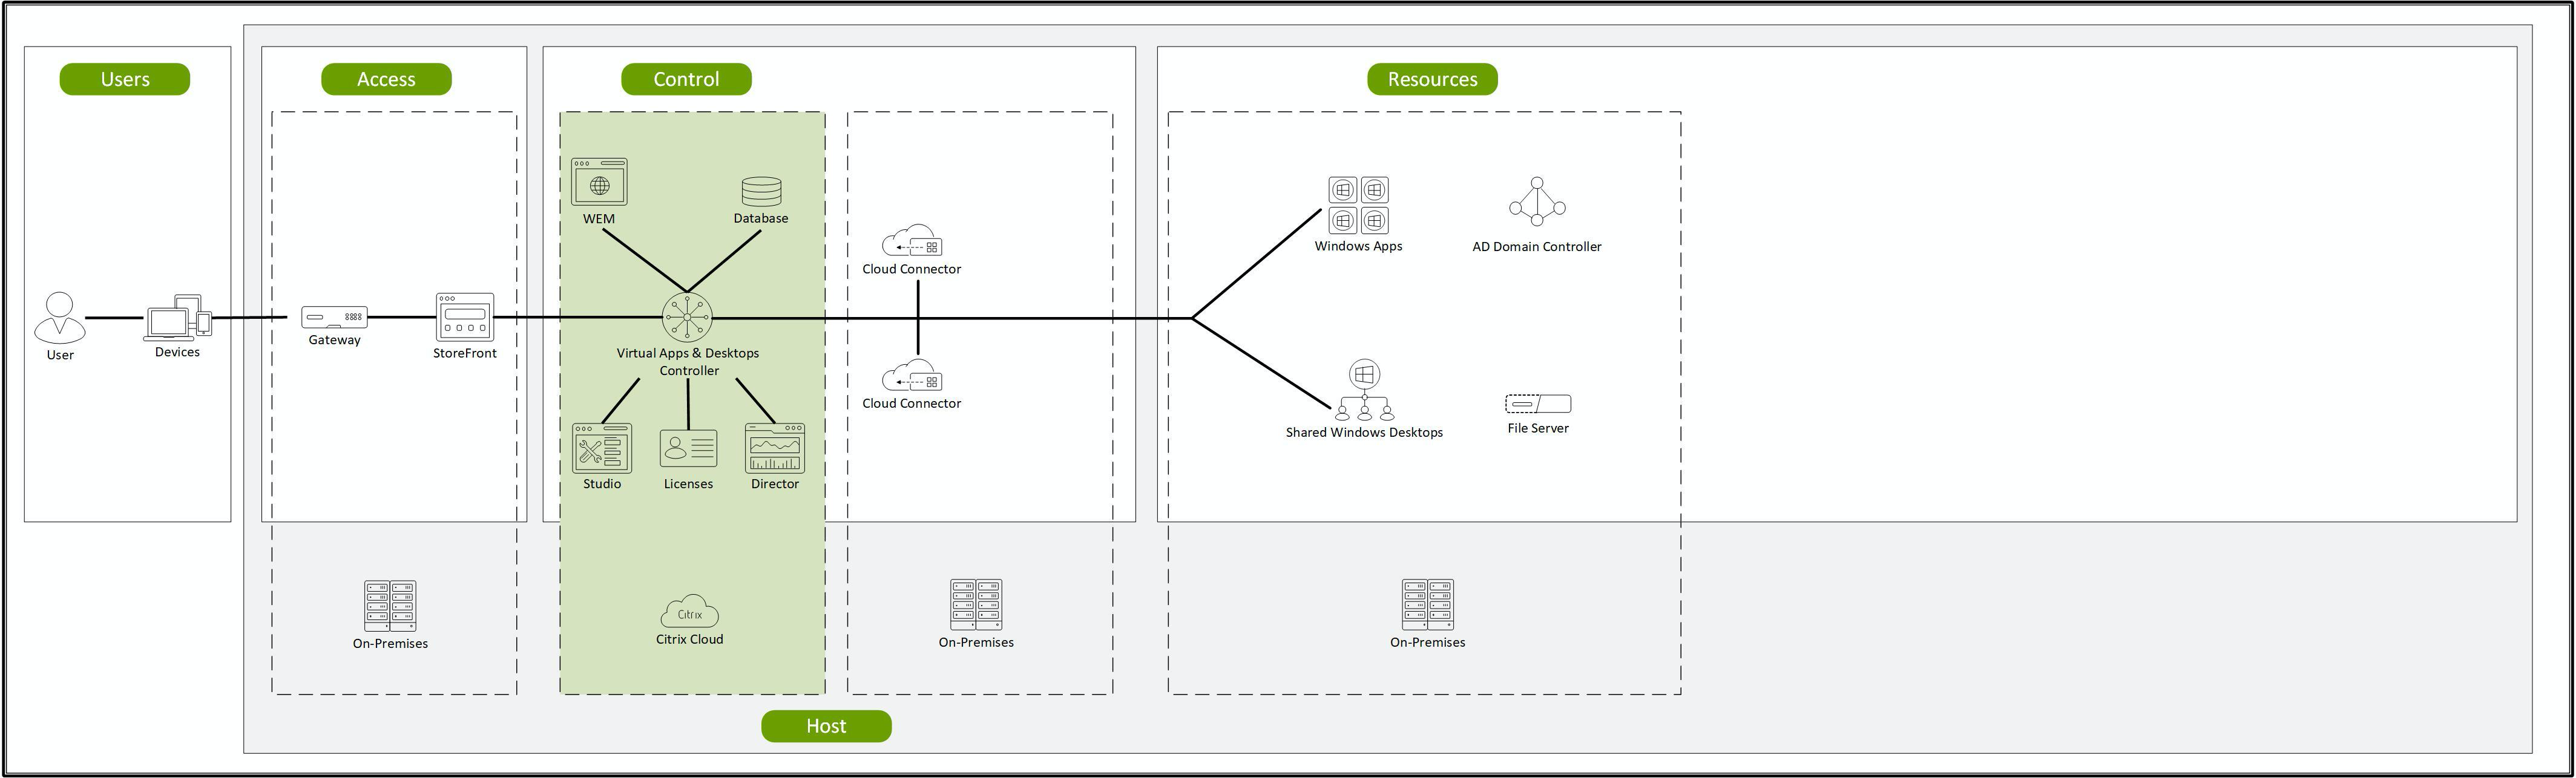 Users
Access
Control
Resources
WEM
Database
Windows Apps
AD Domain Controller
Cloud Connector
User
Devices
Gateway
StoreFront
Virtual Apps & Desktops
Controller
Cloud Connector
Shared Windows Desktops
File Server
Studio
Licenses
Director
Citrix
On-Premises
Citrix Cloud
On-Premises
On-Premises
Host